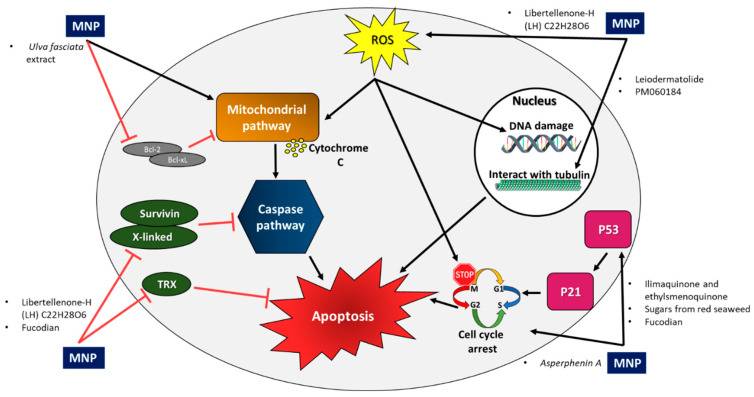 MNP
• Ulva fasciata
extract
ROS
• Libertellenone-H
(LH) C22H28O6
MNP
• Leiodermatolide
• PM060184
Mitochondrial
pathway
Cytochrome
C
Bcl-2
Bcl-xL
Nucleus
DNA damage
Interact with tubulin
Survivin
X-linked
Caspase
pathway
P53
TRX
Apoptosis
STOP
M
G1
G2
S
Cell cycle
arrest
P21
• Libertellenone-H
(LH) C22H28O6
• Fucodian
MNP
• Ilimaquinone and
ethylsmenoquinone
• Sugars from red seaweed
• Fucodian
• Asperphenin A
MNP